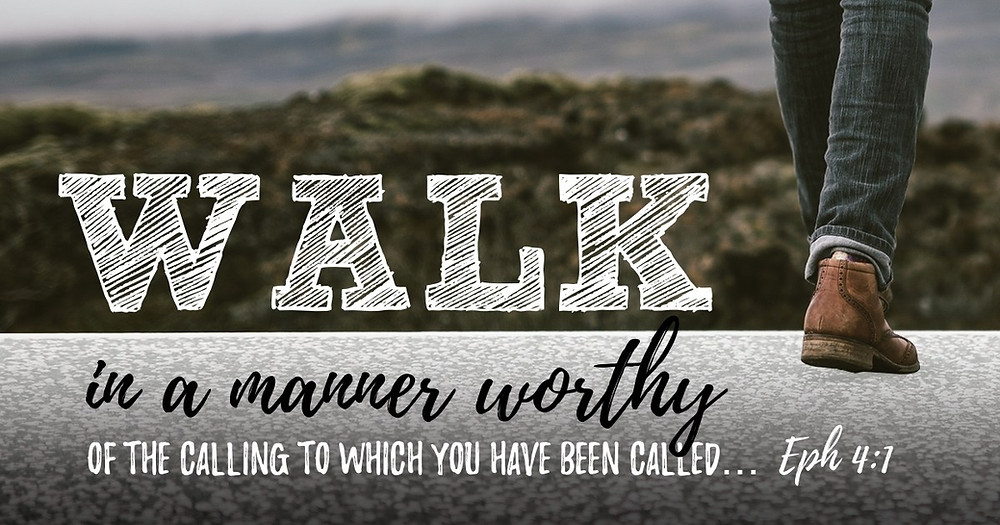 WALK
in a manner worthy
OF THE CALLING TO WHICH YOU HAVE BEEN CALLED... Eph 4:1